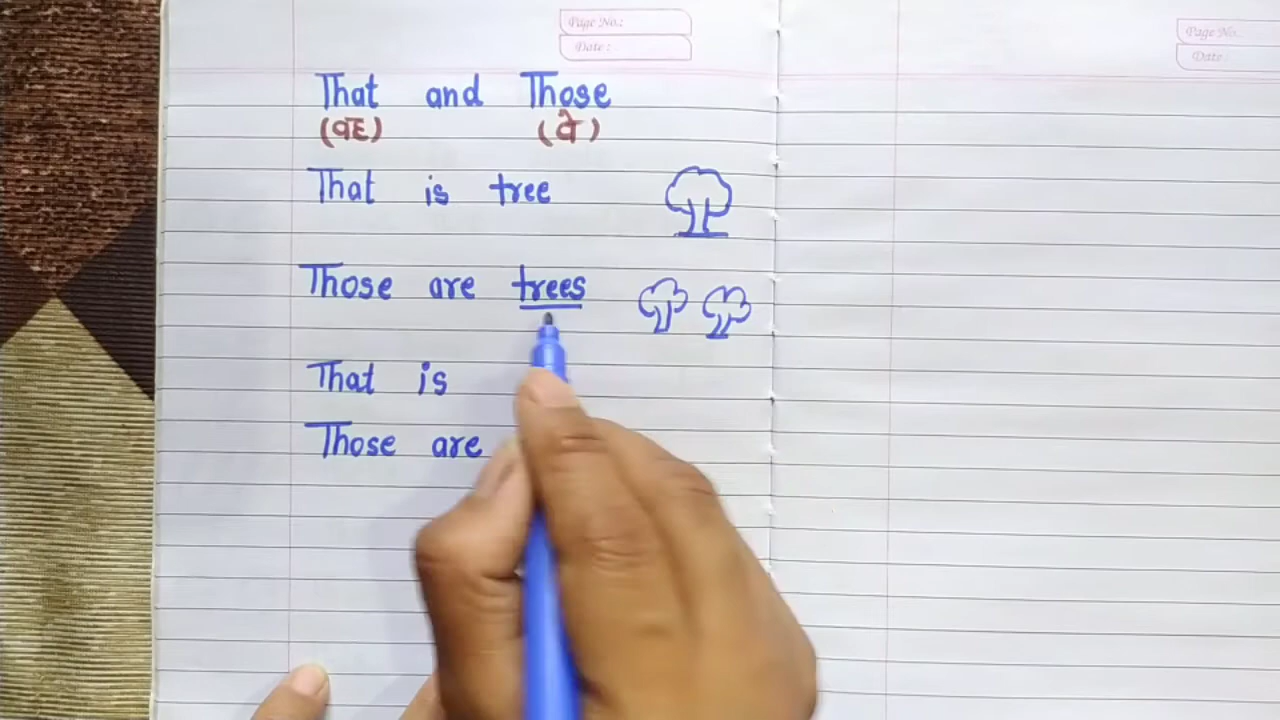 Page No.:
Date:
Page No.
Date:
That and Those
(वह) (वे)
That is tree
Those are trees
That is
Those are